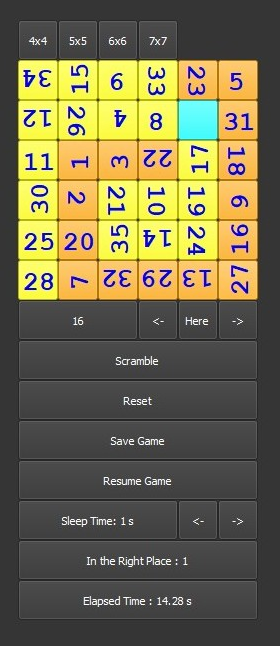 4x4 5x5 6x6 7x7
34 15 6 33 23 5
12 26 4 8 31
11 1 3 22 17 18
30 2 21 10 19 9
25 20 35 14 24 16
28 7 32 29 13 27
16 <- Here ->
Scramble
Reset
Save Game
Resume Game
Sleep Time: 1 s <- ->
In the Right Place : 1
Elapsed Time : 14.28 s